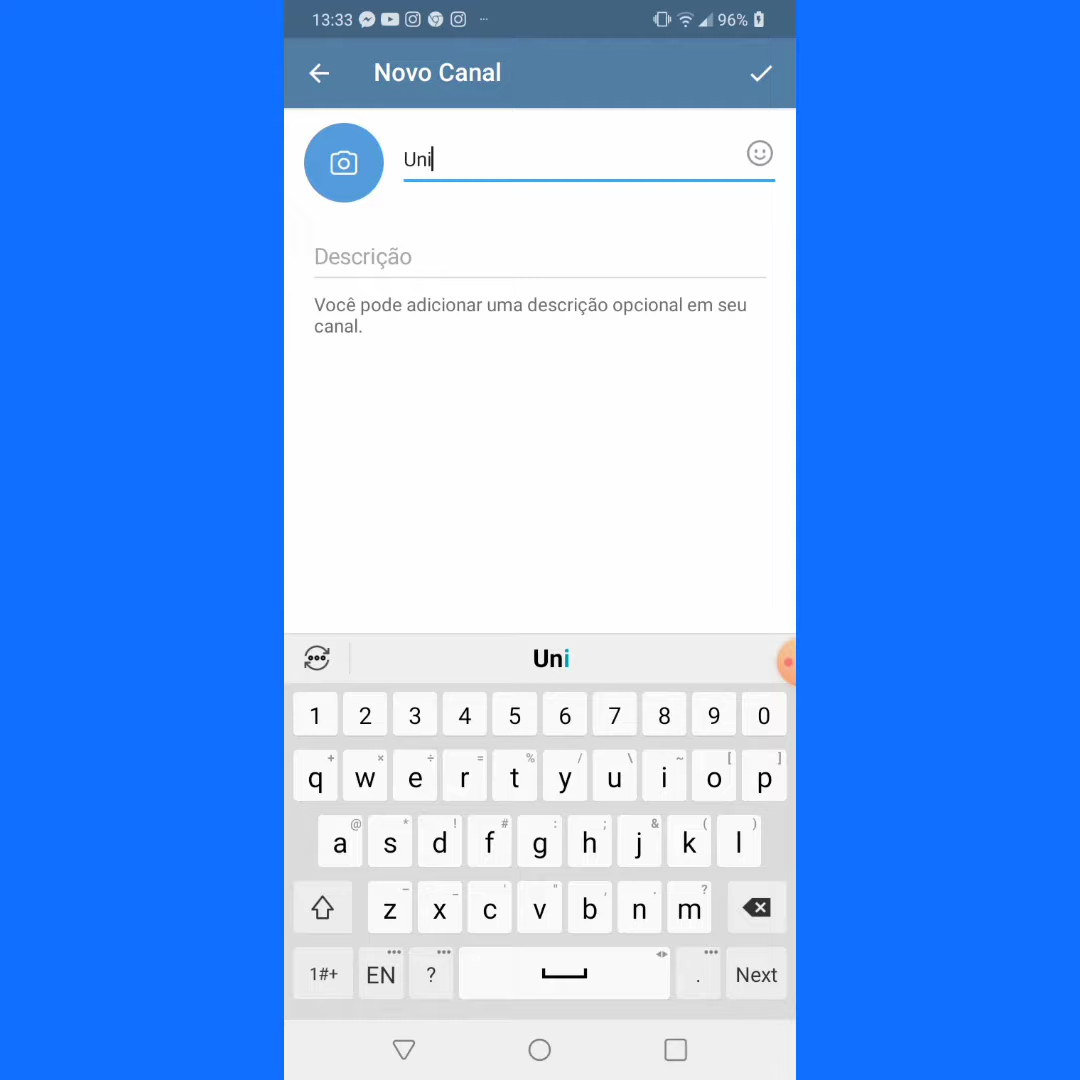 13:33 ... 96%
Novo Canal
Uni
Descrição
Você pode adicionar uma descrição opcional em seu
canal.
Uni
1 2 3 4 5 6 7 8 9 0
+ × ÷ = % / \ ~ [ ]
q w e r t y u i o p
@ * ! # : ; & ( )
a s d f g h j k l
– _ ' " , . ?
z x c v b n m
1#+ EN ? . Next